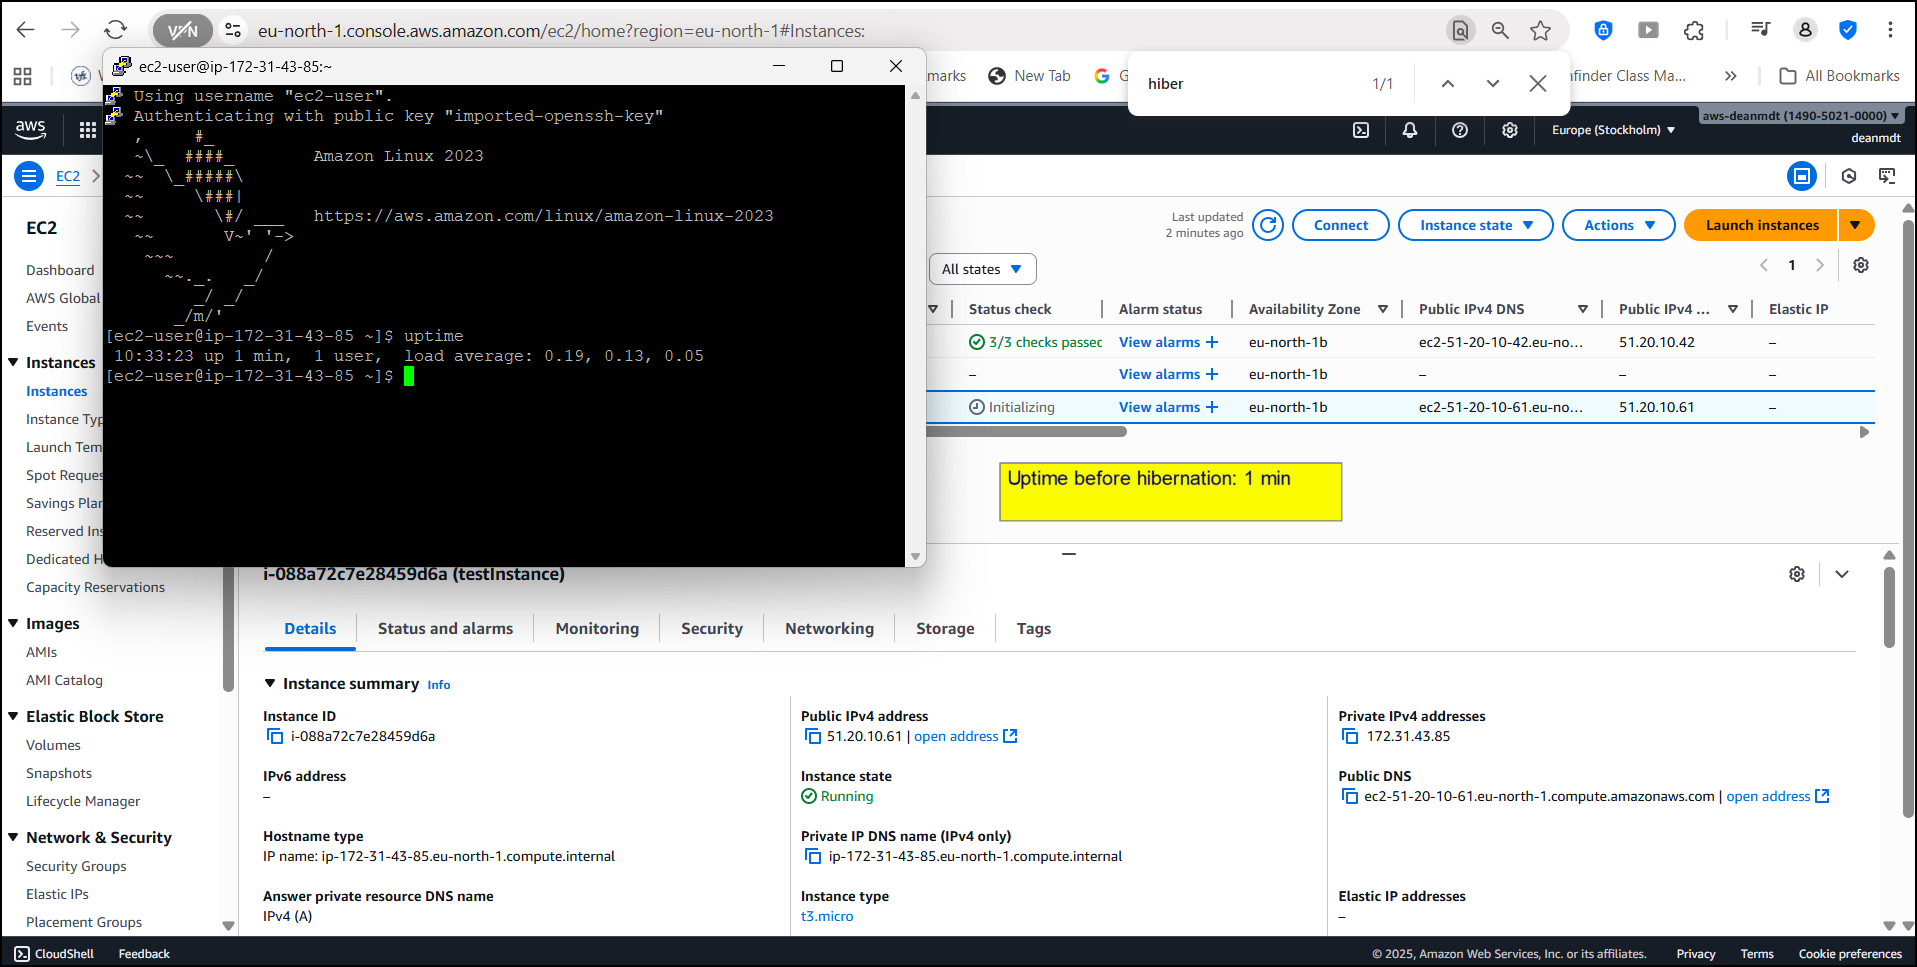 VPN
eu-north-1.console.aws.amazon.com/ec2/home?region=eu-north-1#Instances:
marks
New Tab
G
finder Class Ma...
»
All Bookmarks
hiber
1/1
ec2-user@ip-172-31-43-85:~
Using username "ec2-user".
Authenticating with public key "imported-openssh-key"
   ,     #_
   ~\_  ####_        Amazon Linux 2023
  ~~  \_#####\
  ~~     \###|
  ~~       \#/ ___   https://aws.amazon.com/linux/amazon-linux-2023
   ~~       V~' '->
    ~~~         /
      ~~._.   _/
         _/ _/
       _/m/'
[ec2-user@ip-172-31-43-85 ~]$ uptime
 10:33:23 up 1 min,  1 user,  load average: 0.19, 0.13, 0.05
[ec2-user@ip-172-31-43-85 ~]$
aws
Europe (Stockholm)
aws-deanmdt (1490-5021-0000)
deanmdt
EC2
EC2
Dashboard
AWS Global
Events
Instances
Instances
Instance Typ
Launch Tem
Spot Reques
Savings Plan
Reserved Ins
Dedicated H
Capacity Reservations
Images
AMIs
AMI Catalog
Elastic Block Store
Volumes
Snapshots
Lifecycle Manager
Network & Security
Security Groups
Elastic IPs
Placement Groups
Last updated
2 minutes ago
Connect
Instance state
Actions
Launch instances
All states
1
Status check
Alarm status
Availability Zone
Public IPv4 DNS
Public IPv4 ...
Elastic IP
3/3 checks passec
View alarms +
eu-north-1b
ec2-51-20-10-42.eu-no...
51.20.10.42
–
–
View alarms +
eu-north-1b
–
–
–
Initializing
View alarms +
eu-north-1b
ec2-51-20-10-61.eu-no...
51.20.10.61
–
Uptime before hibernation: 1 min
i-088a72c7e28459d6a (testInstance)
Details
Status and alarms
Monitoring
Security
Networking
Storage
Tags
Instance summary Info
Instance ID
i-088a72c7e28459d6a
Public IPv4 address
51.20.10.61 | open address
Private IPv4 addresses
172.31.43.85
IPv6 address
–
Instance state
Running
Public DNS
ec2-51-20-10-61.eu-north-1.compute.amazonaws.com | open address
Hostname type
IP name: ip-172-31-43-85.eu-north-1.compute.internal
Private IP DNS name (IPv4 only)
ip-172-31-43-85.eu-north-1.compute.internal
Answer private resource DNS name
IPv4 (A)
Instance type
t3.micro
Elastic IP addresses
–
CloudShell
Feedback
© 2025, Amazon Web Services, Inc. or its affiliates.
Privacy
Terms
Cookie preferences